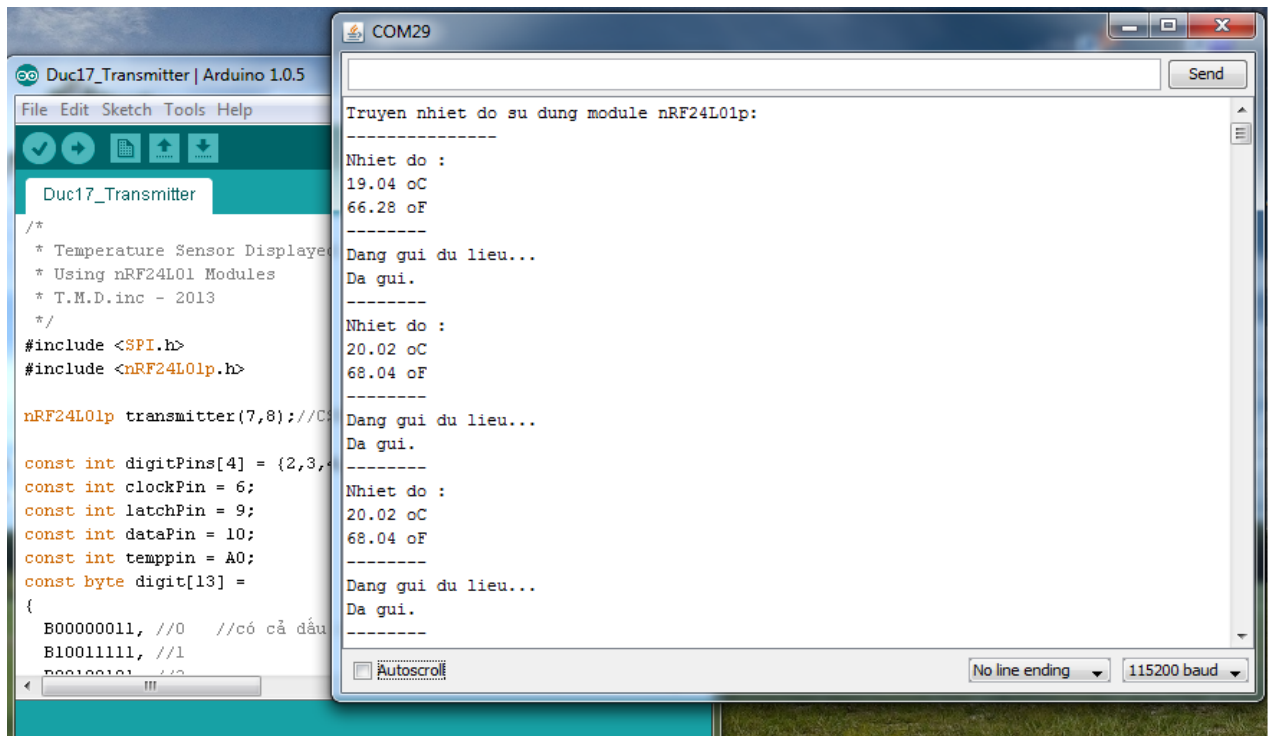 COM29
Send
Truyen nhiet do su dung module nRF24L01p:
---------------
Nhiet do :
19.04 oC
66.28 oF
--------
Dang gui du lieu...
Da gui.
--------
Nhiet do :
20.02 oC
68.04 oF
--------
Dang gui du lieu...
Da gui.
--------
Nhiet do :
20.02 oC
68.04 oF
--------
Dang gui du lieu...
Da gui.
--------
Autoscroll
No line ending
115200 baud
Duc17_Transmitter | Arduino 1.0.5
File Edit Sketch Tools Help
Duc17_Transmitter
/*
* Temperature Sensor Displayed
* Using nRF24L01 Modules
* T.M.D.inc - 2013
*/
#include <SPI.h>
#include <nRF24L01p.h>
nRF24L01p transmitter(7,8);//CS
const int digitPins[4] = {2,3,4
const int clockPin = 6;
const int latchPin = 9;
const int dataPin = 10;
const int temppin = A0;
const byte digit[13] =
{
B00000011, //0 //có cả dấu
B10011111, //1